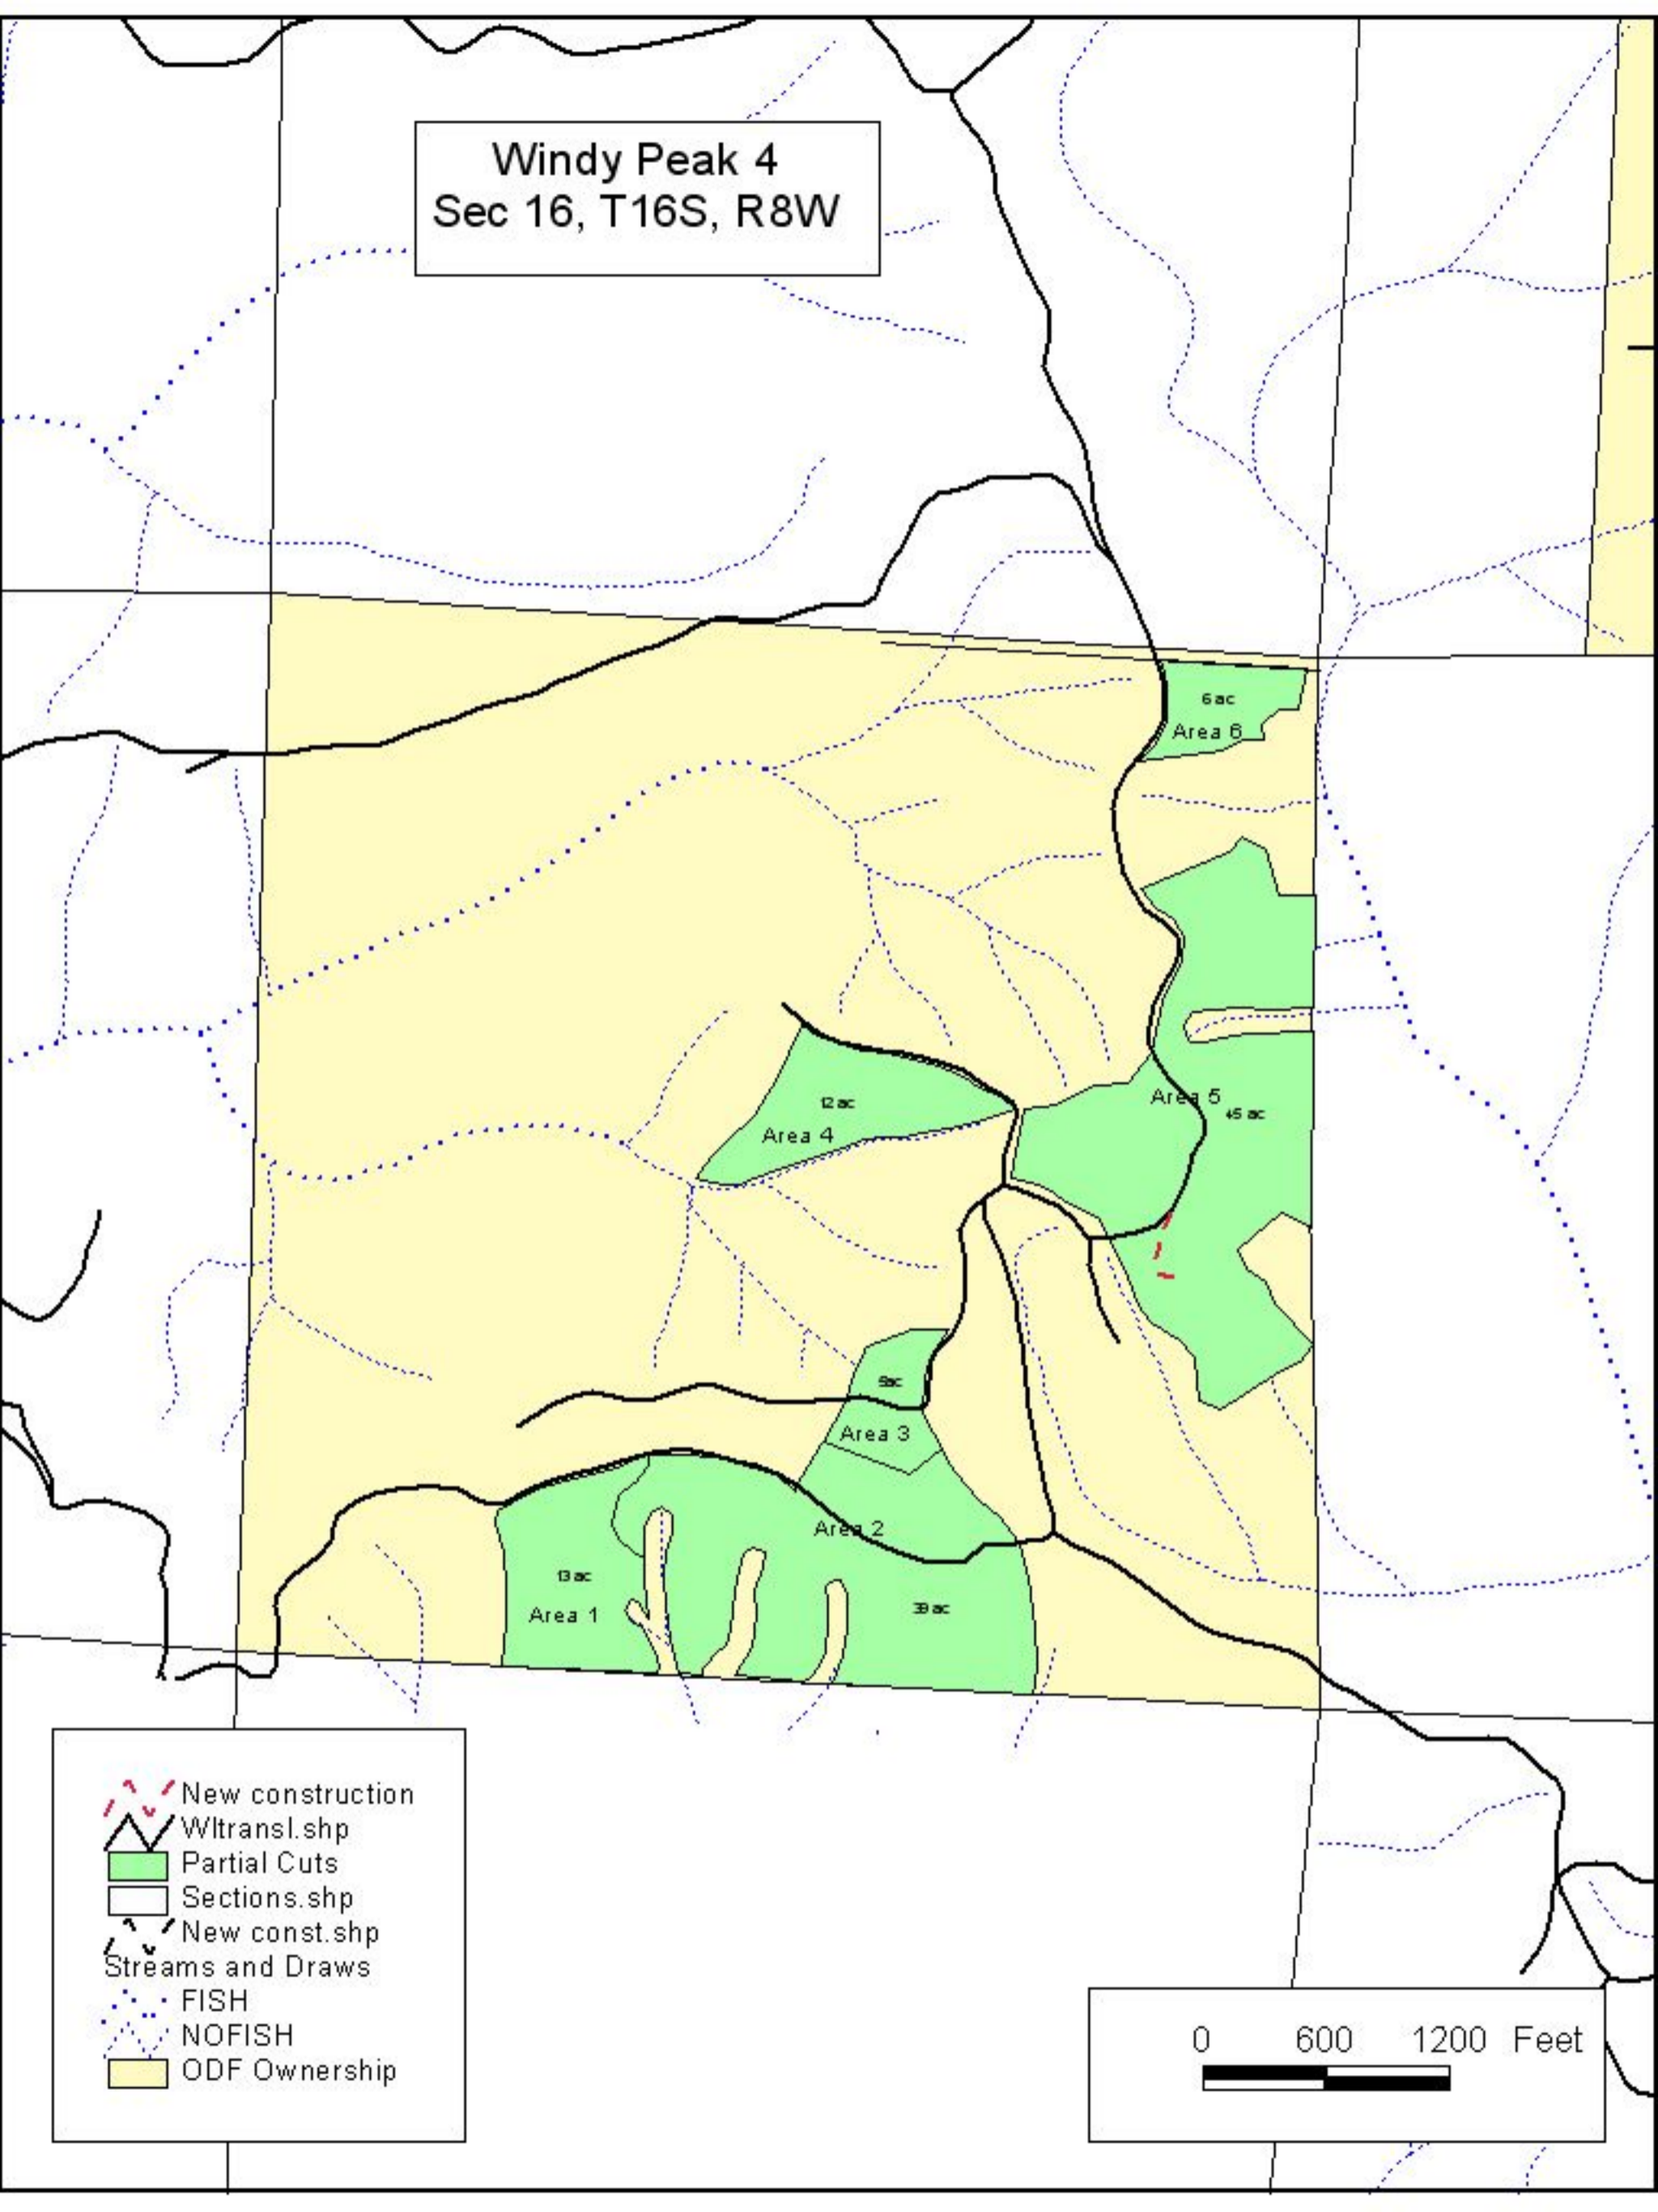 Windy Peak 4
Sec 16, T16S, R8W
6 ac
Area 6
12 ac
Area 4
Area 5
45 ac
Area 3
Area 2
13 ac
Area 1
39 ac
New construction
Wltransl.shp
Partial Cuts
Sections.shp
New const.shp
Streams and Draws
FISH
NOFISH
ODF Ownership
0 600 1200 Feet